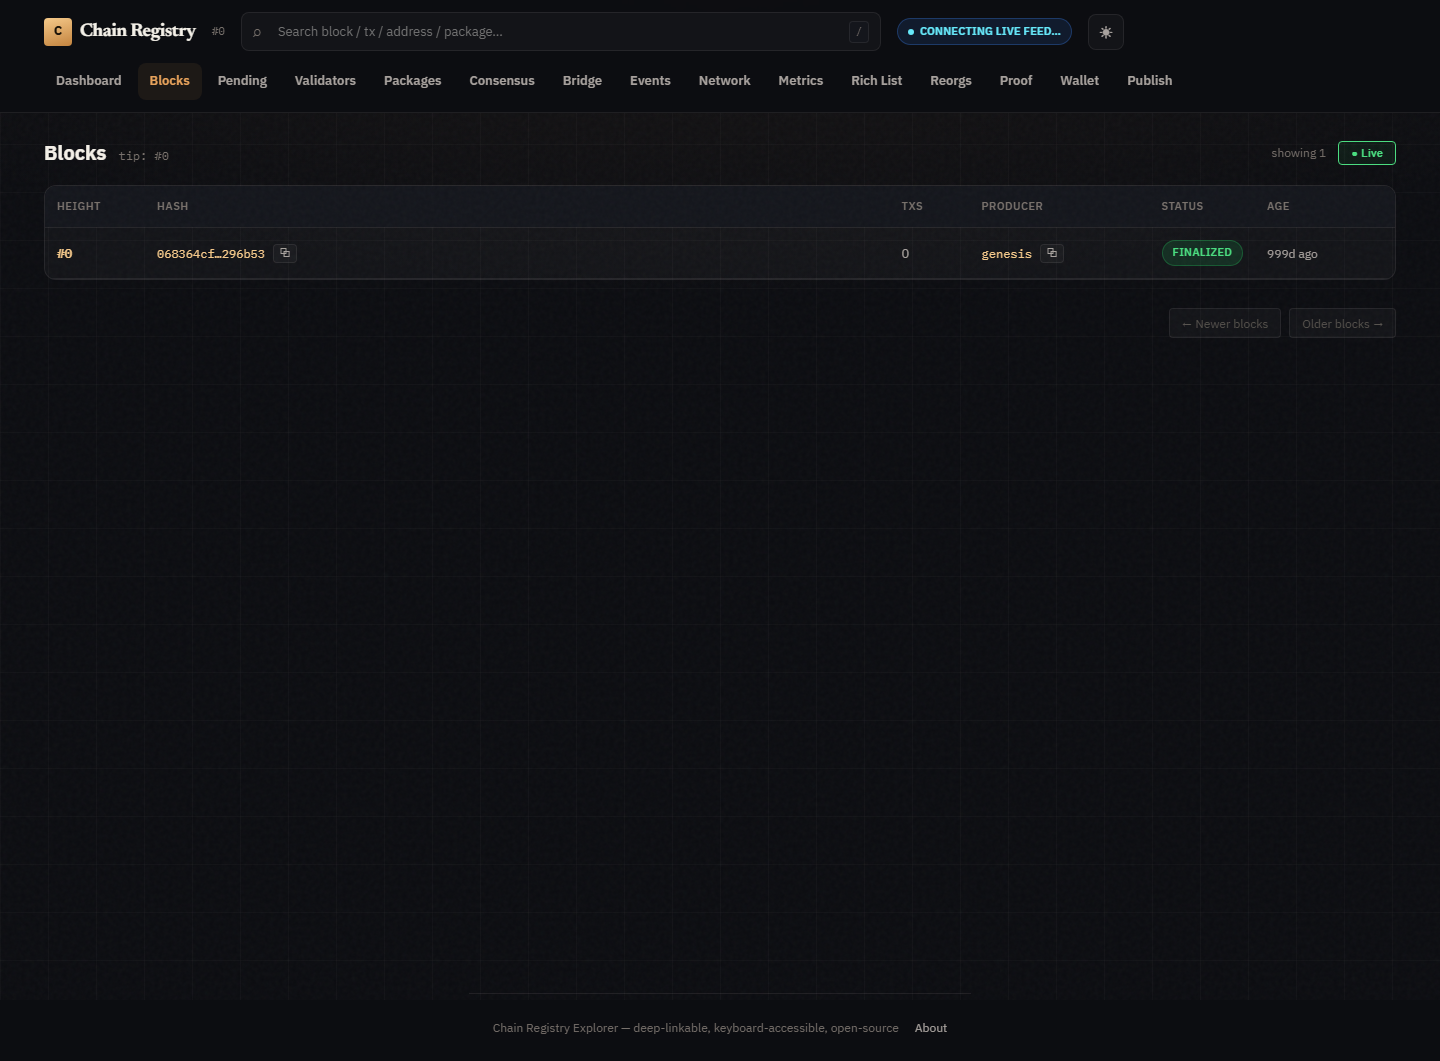 C Chain Registry #0 Search block / tx / address / package... / CONNECTING LIVE FEED...
Dashboard Blocks Pending Validators Packages Consensus Bridge Events Network Metrics Rich List Reorgs Proof Wallet Publish
Blocks tip: #0 showing 1 Live
HEIGHT HASH TXS PRODUCER STATUS AGE
#0 068364cf…296b53 0 genesis FINALIZED 999d ago
← Newer blocks Older blocks →
Chain Registry Explorer — deep-linkable, keyboard-accessible, open-source About